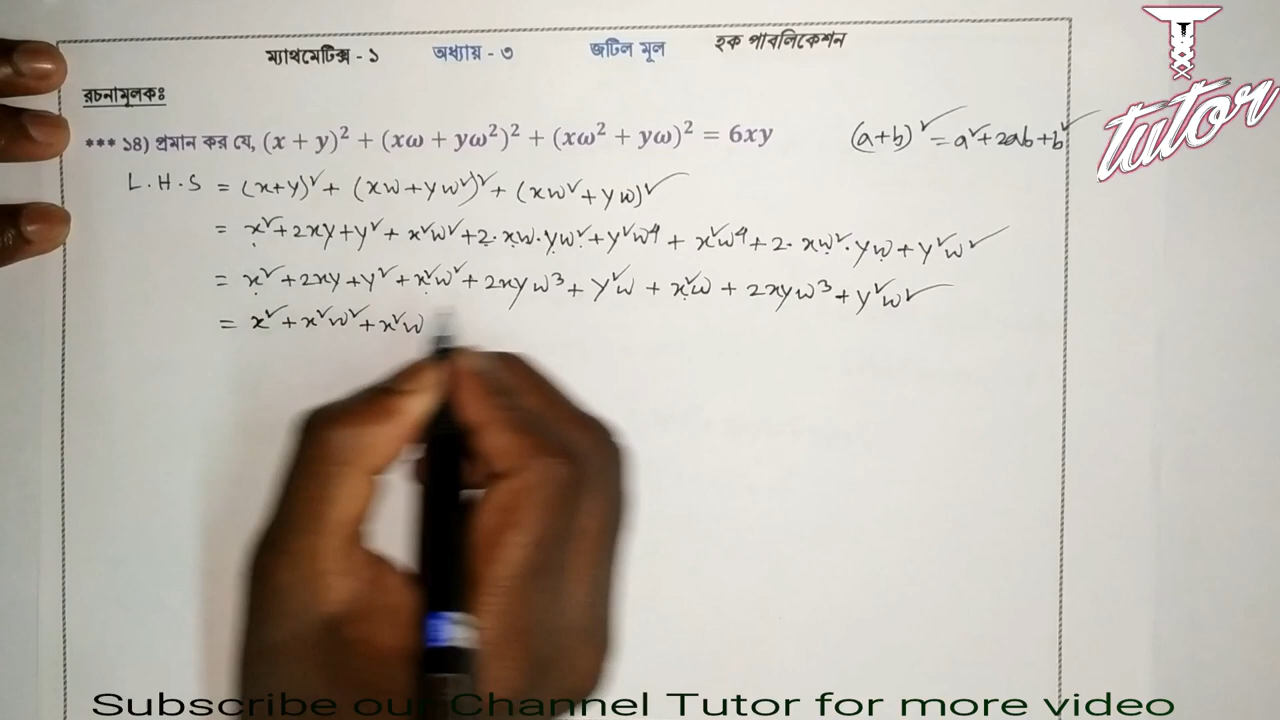 ম্যাথমেটিক্স - ১ অধ্যায় - ৩ জটিল মূল হক পাবলিকেশন
T tutor
রচনামূলকঃ
*** ১৪) প্রমান কর যে, (x + y)² + (xω + yω²)² + (xω² + yω)² = 6xy (a+b)² = a²+2ab+b²
L.H.S = (x+y)² + (xω+yω²)² + (xω²+yω)²
= x²+2xy+y² + x²ω²+2·xω·yω²+y²ω⁴ + x²ω⁴+2·xω²·yω+y²ω²
= x²+2xy+y²+x²ω²+2xyω³+y²ω+x²ω+2xyω³+y²ω²
= x²+x²ω²+x²ω
Subscribe our Channel Tutor for more video